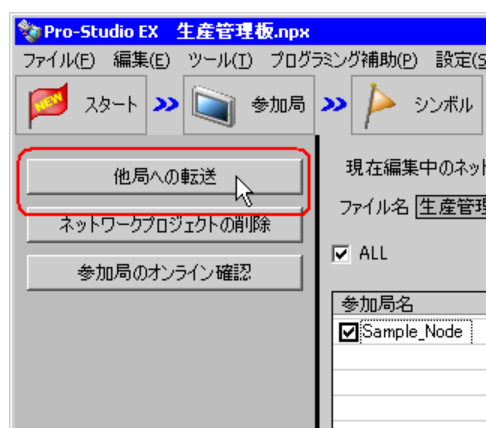 Pro-Studio EX 生産管理板.npx
ファイル(F) 編集(E) ツール(T) プログラミング補助(P) 設定(S
NEW スタート 参加局 シンボル
他局への転送
現在編集中のネット
ファイル名 生産管理
ネットワークプロジェクトの削除
ALL
参加局のオンライン確認
参加局名
Sample_Node